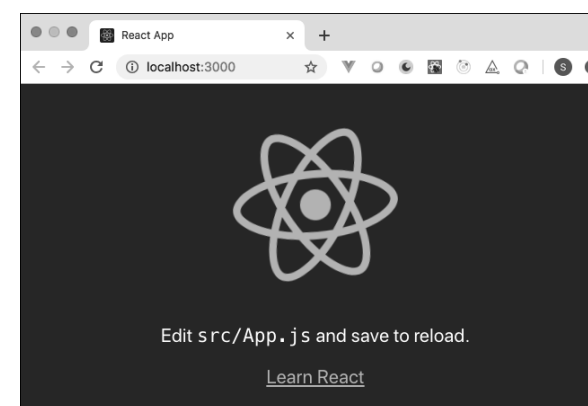 React App
localhost:3000
S
Edit src/App.js and save to reload.
Learn React